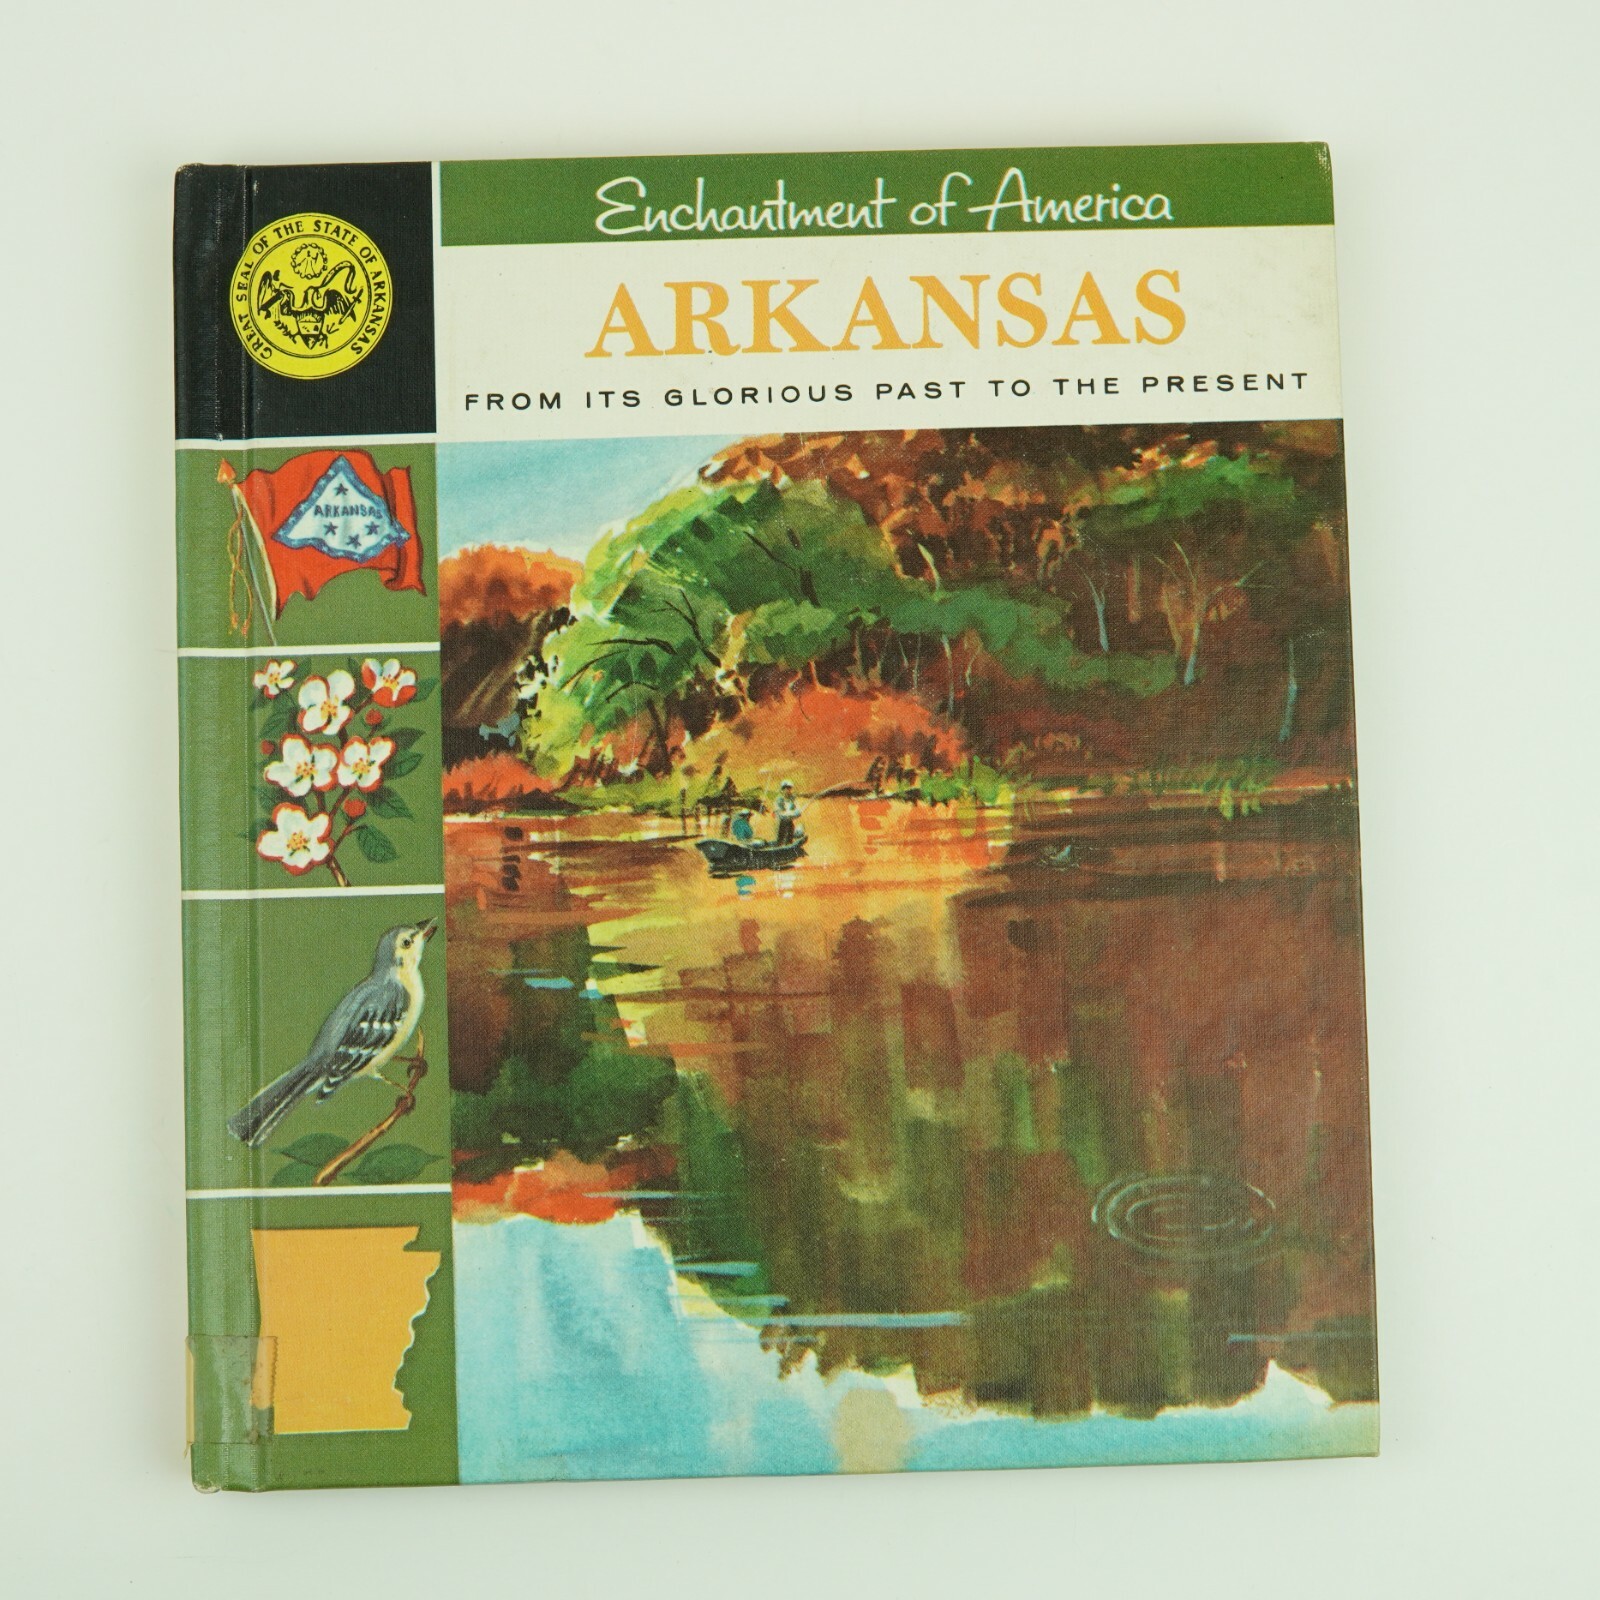 Enchantment of America
ARKANSAS
FROM ITS GLORIOUS PAST TO THE PRESENT
GREAT SEAL OF THE STATE OF ARKANSAS
ARKANSAS